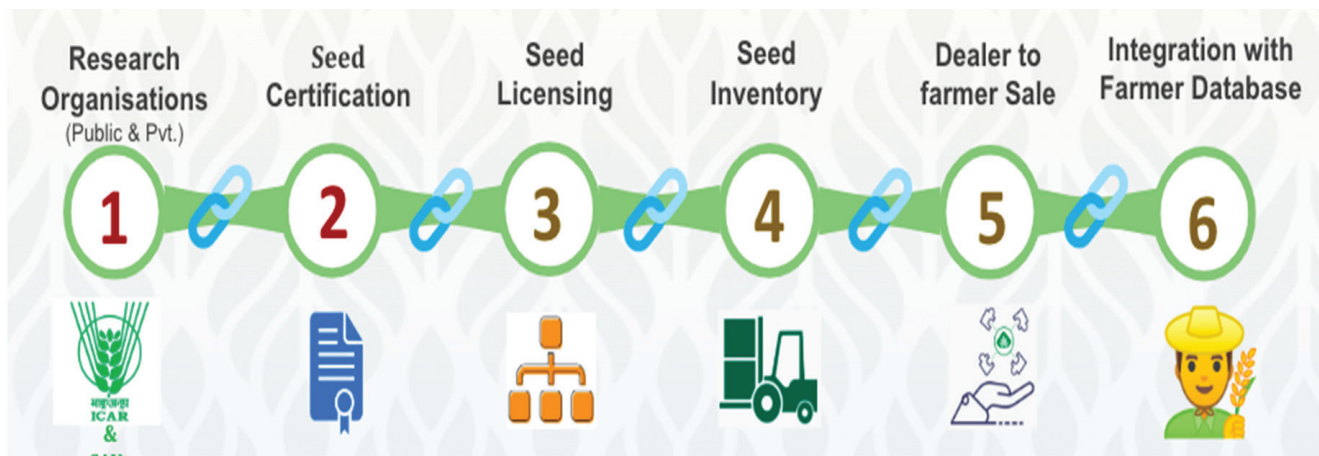 Research
Organisations
(Public & Pvt.)
Seed
Certification
Seed
Licensing
Seed
Inventory
Dealer to
farmer Sale
Integration with
Farmer Database
1
2
3
4
5
6
ICAR
&